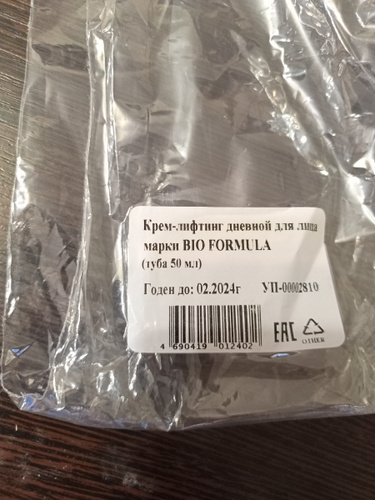 Крем-лифтинг дневной для лица
марки BIO FORMULA
(туба 50 мл)
Годен до: 02.2024г УП-00002810
4 690419 012402
EAC
OTHER